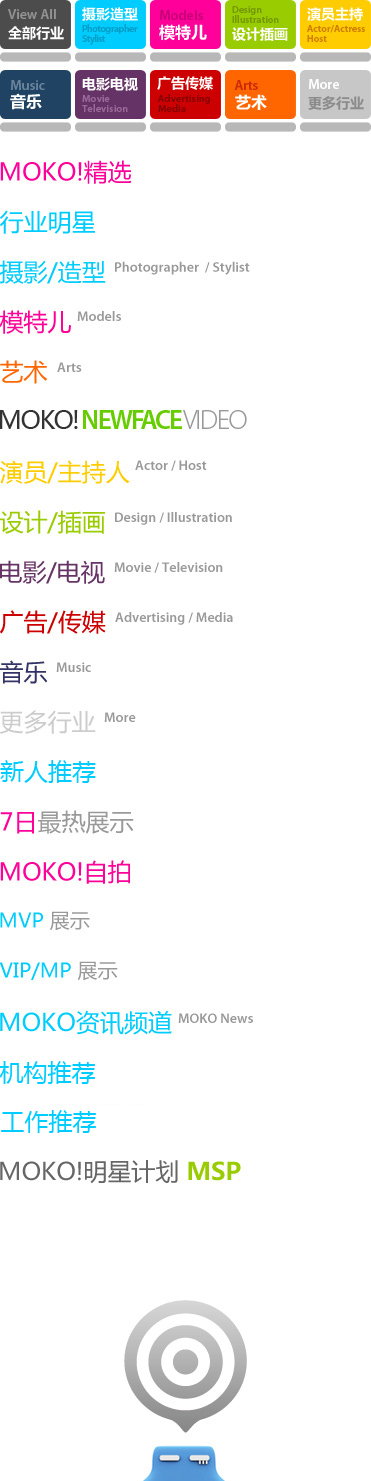 View All
全部行业
摄影造型
Photographer
Stylist
Models
模特儿
Design
Illustration
设计插画
演员主持
Actor/Actress
Host
Music
音乐
电影电视
Movie
Television
广告传媒
Advertising
Media
Arts
艺术
More
更多行业
MOKO!精选
行业明星
摄影/造型 Photographer / Stylist
模特儿 Models
艺术 Arts
MOKO! NEWFACEVIDEO
演员/主持人 Actor / Host
设计/插画 Design / Illustration
电影/电视 Movie / Television
广告/传媒 Advertising / Media
音乐 Music
更多行业 More
新人推荐
7日最热展示
MOKO!自拍
MVP 展示
VIP/MP 展示
MOKO资讯频道 MOKO News
机构推荐
工作推荐
MOKO!明星计划 MSP